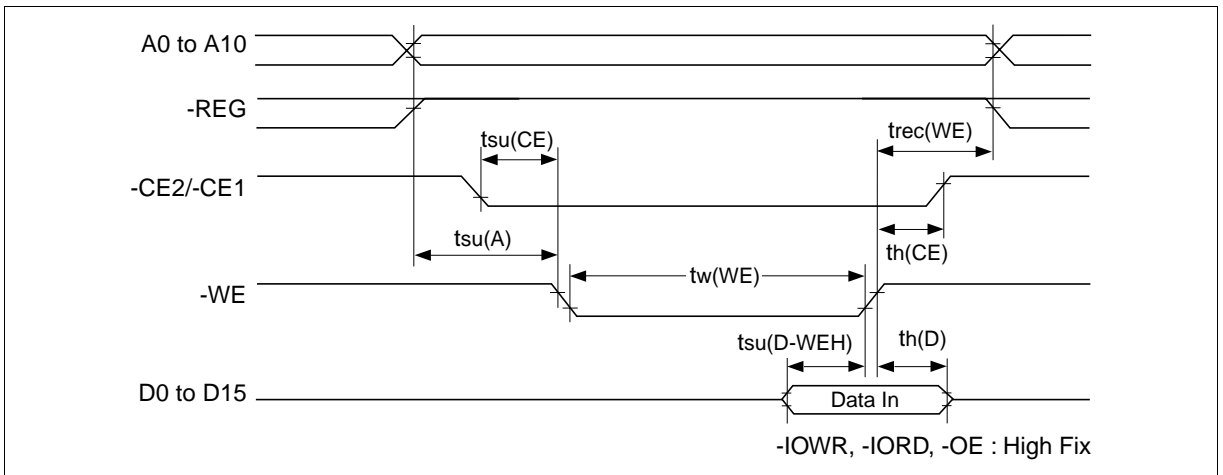 A0 to A10
-REG
tsu(CE)
trec(WE)
-CE2/-CE1
tsu(A)
th(CE)
tw(WE)
-WE
tsu(D-WEH)
th(D)
D0 to D15
Data In
-IOWR, -IORD, -OE : High Fix